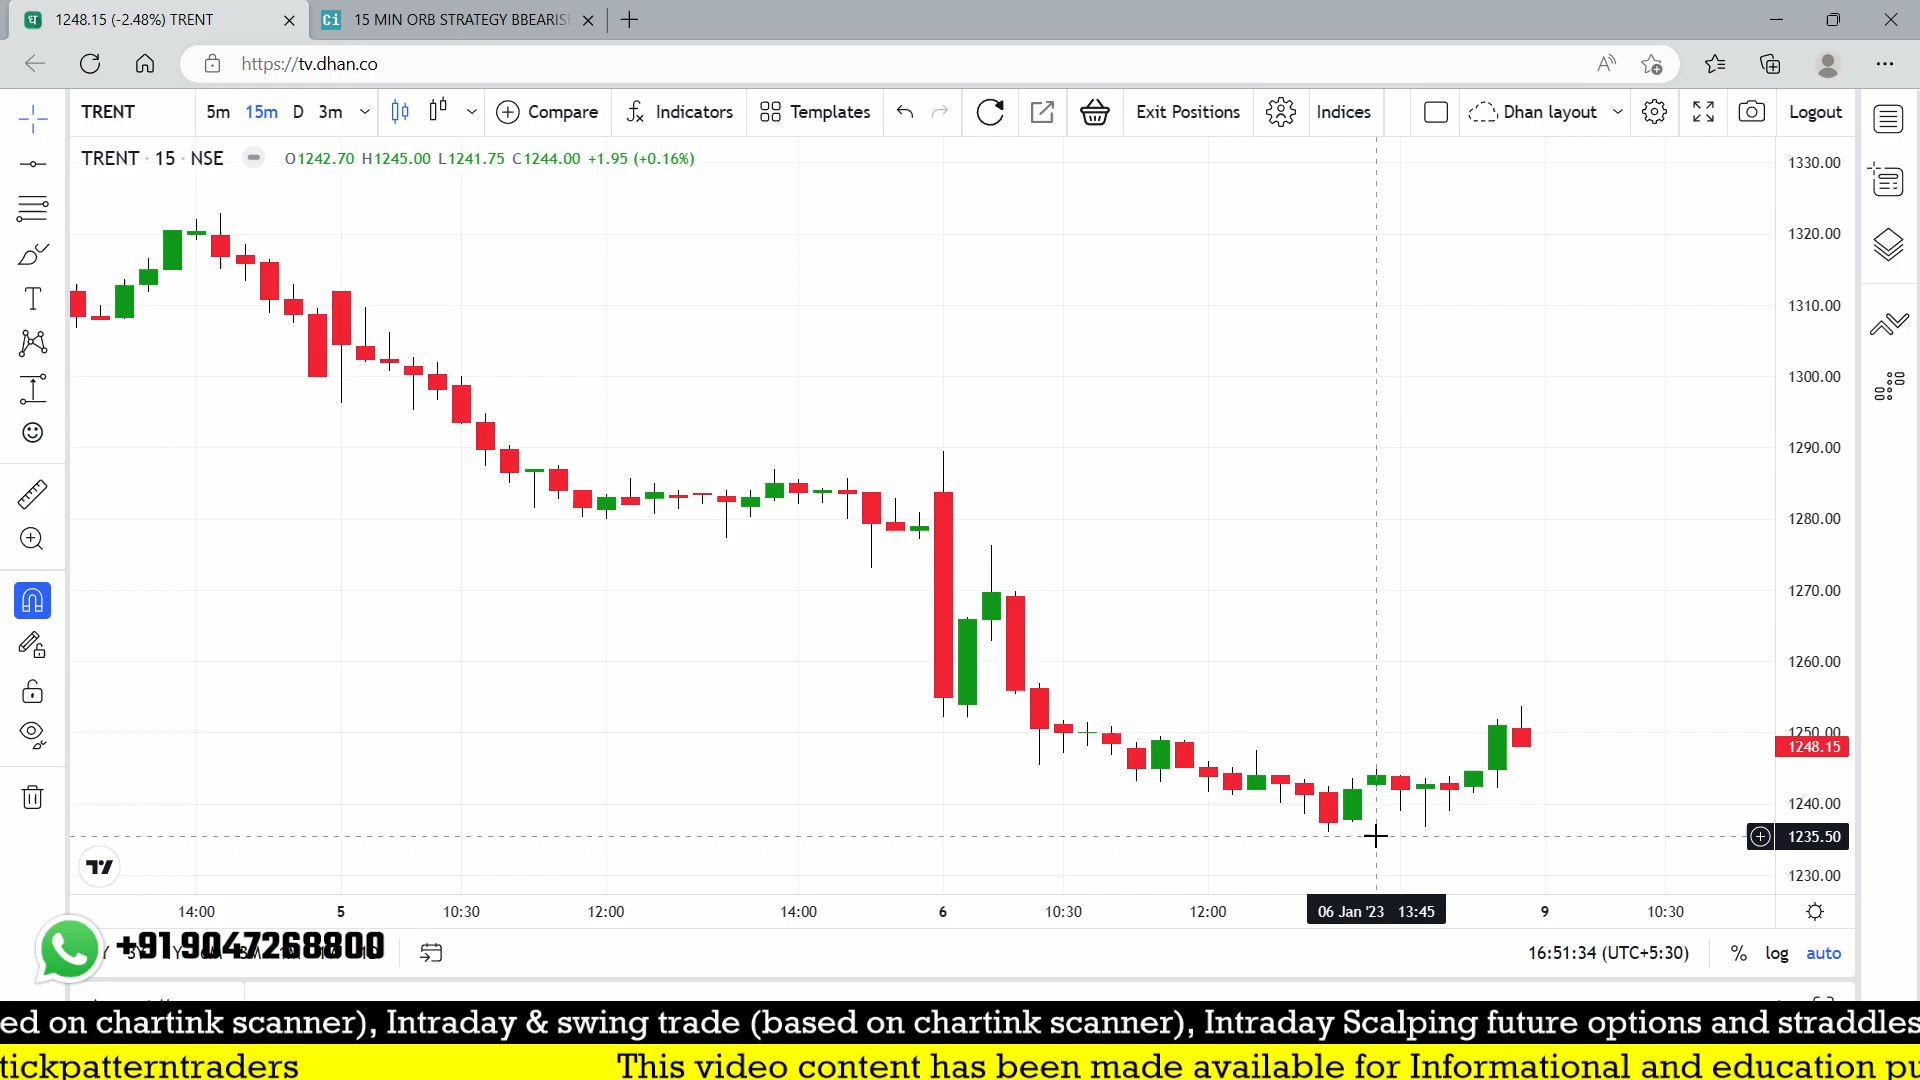 1248.15 (-2.48%) TRENT
Ci 15 MIN ORB STRATEGY BBEARIS
https://tv.dhan.co
TRENT 5m 15m D 3m Compare Indicators Templates Exit Positions Indices Dhan layout Logout
TRENT · 15 · NSE O1242.70 H1245.00 L1241.75 C1244.00 +1.95 (+0.16%)
1330.00
1320.00
1310.00
1300.00
1290.00
1280.00
1270.00
1260.00
1250.00
1248.15
1240.00
1235.50
1230.00
14:00 5 10:30 12:00 14:00 6 10:30 12:00 06 Jan '23 13:45 9 10:30
+91 9047268800
16:51:34 (UTC+5:30) % log auto
ed on chartink scanner), Intraday & swing trade (based on chartink scanner), Intraday Scalping future options and straddles
tickpatterntraders This video content has been made available for Informational and education pu